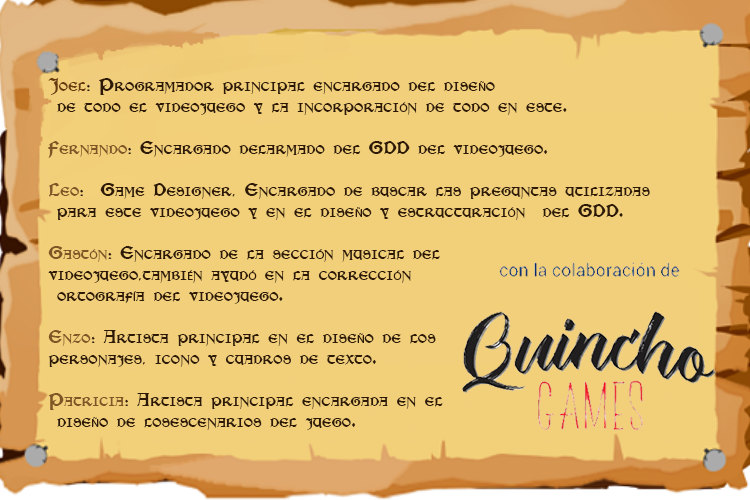 Joel: Programador principal encargado del diseño
de todo el videojuego y la incorporación de todo en este.
Fernando: Encargado delarmado del GDD del videojuego.
Leo: Game Designer, Encargado de buscar las preguntas utilizadas
para este videojuego y en el diseño y estructuración del GDD.
Gastón: Encargado de la sección musical del
videojuego,también ayudó en la corrección
ortografía del videojuego.
Enzo: Artista principal en el diseño de los
personajes, icono y cuadros de texto.
Patricia: Artista principal encargada en el
diseño de losescenarios del juego.
con la colaboración de
Quincho
GAMES